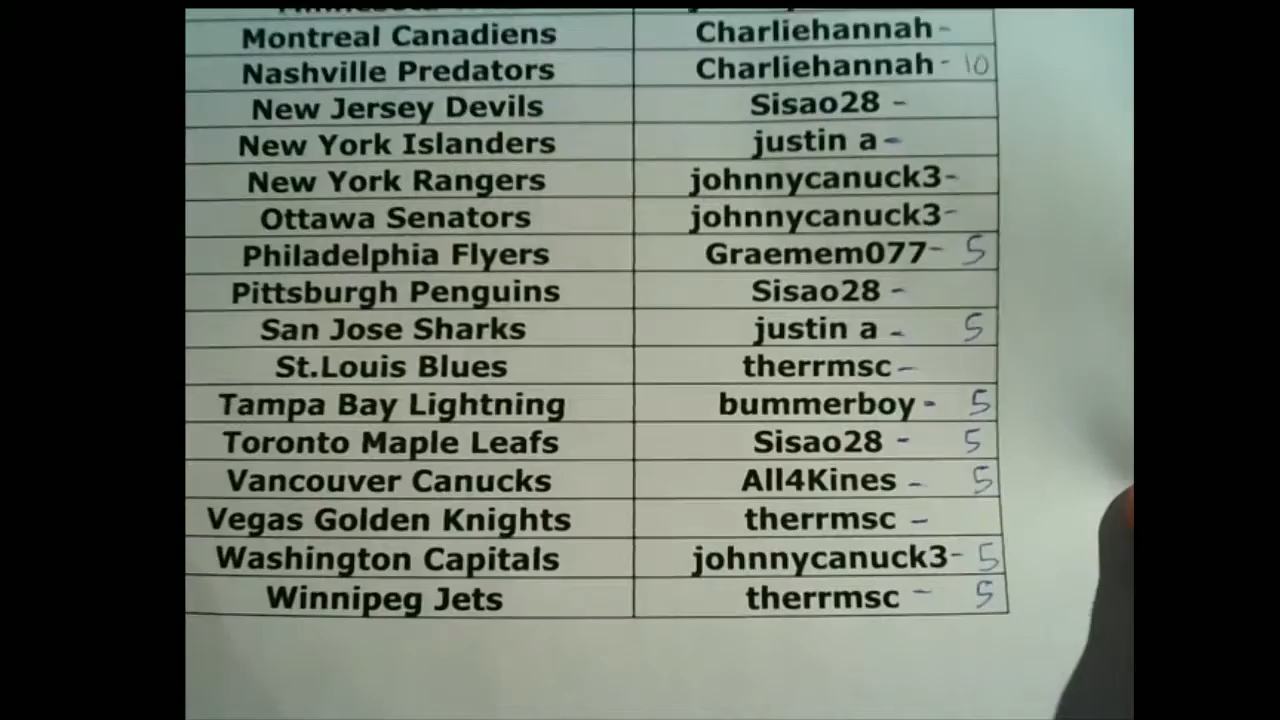 Minnesota
Montreal Canadiens Charliehannah -
Nashville Predators Charliehannah - 10
New Jersey Devils Sisao28 -
New York Islanders justin a -
New York Rangers johnnycanuck3-
Ottawa Senators johnnycanuck3-
Philadelphia Flyers Graemem077- 5
Pittsburgh Penguins Sisao28 -
San Jose Sharks justin a - 5
St.Louis Blues therrmsc -
Tampa Bay Lightning bummerboy - 5
Toronto Maple Leafs Sisao28 - 5
Vancouver Canucks All4Kines - 5
Vegas Golden Knights therrmsc -
Washington Capitals johnnycanuck3- 5
Winnipeg Jets therrmsc - 5